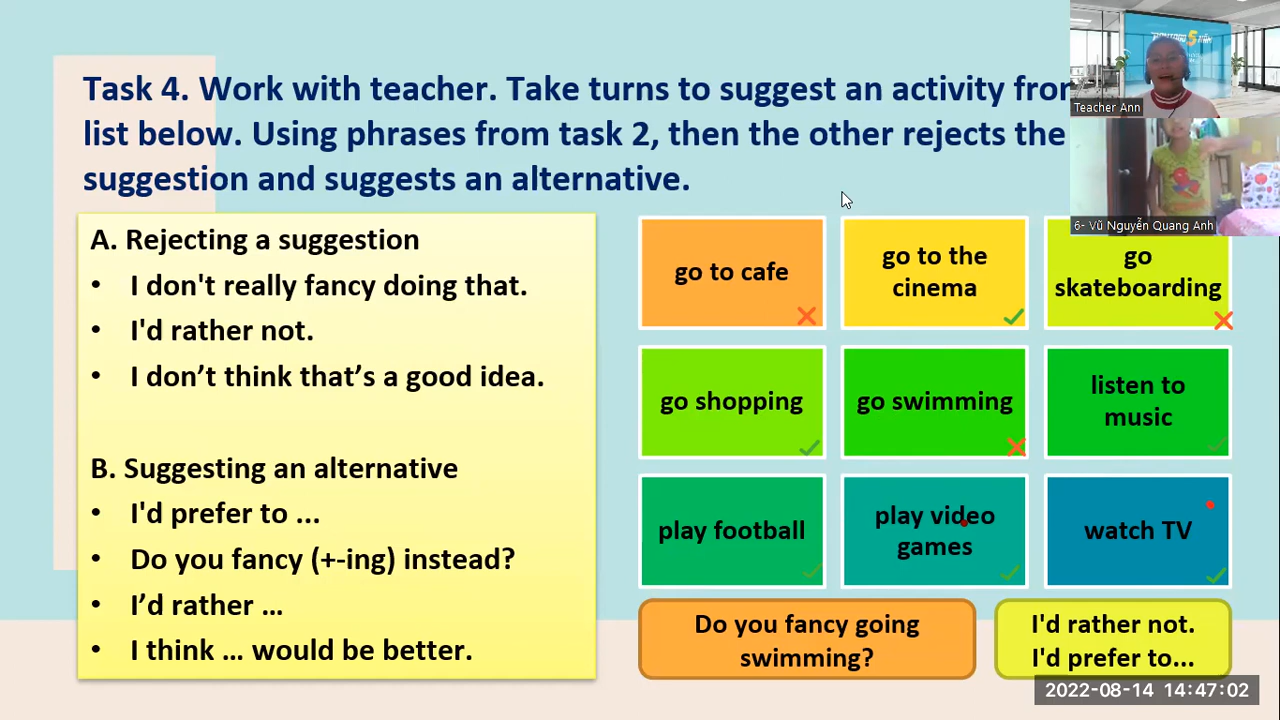 Task 4. Work with teacher. Take turns to suggest an activity from
list below. Using phrases from task 2, then the other rejects the
suggestion and suggests an alternative.
A. Rejecting a suggestion
• I don't really fancy doing that.
• I'd rather not.
• I don’t think that’s a good idea.
B. Suggesting an alternative
• I'd prefer to ...
• Do you fancy (+-ing) instead?
• I’d rather …
• I think … would be better.
go to cafe
go to the
cinema
go
skateboarding
go shopping
go swimming
listen to
music
play football
play video
games
watch TV
Do you fancy going
swimming?
I'd rather not.
I'd prefer to...
Teacher Ann
6- Vũ Nguyễn Quang Anh
2022-08-14 14:47:02